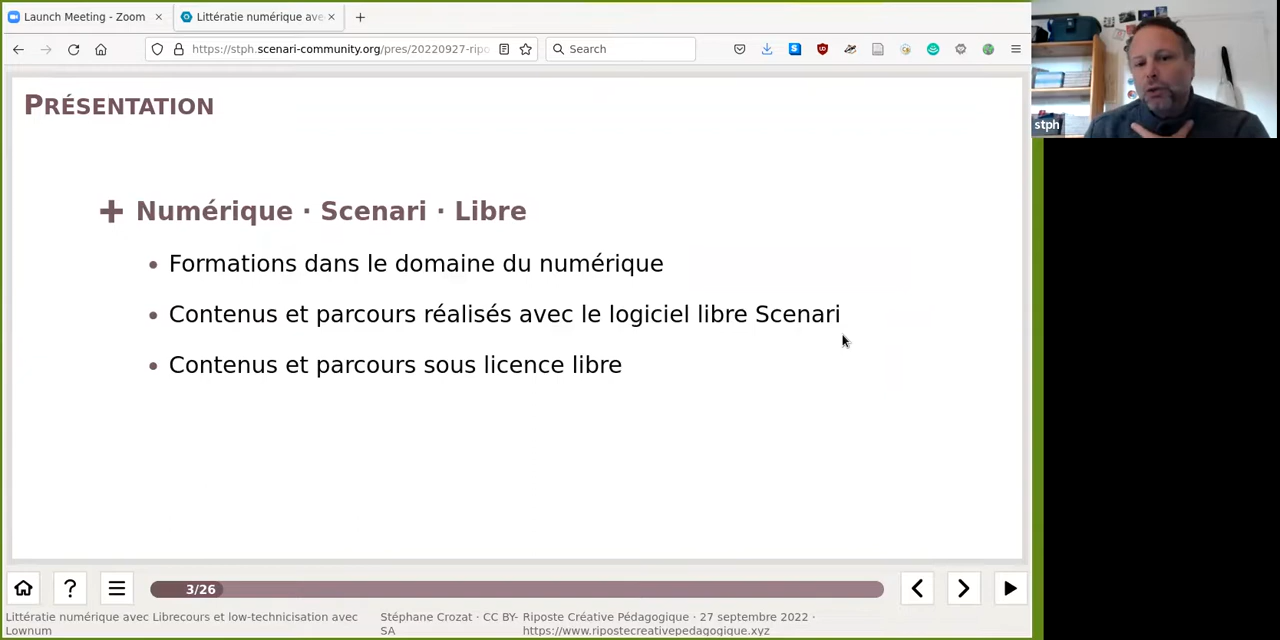 Launch Meeting - Zoom
Littératie numérique ave
https://stph.scenari-community.org/pres/20220927-ripo
Search
stph
PRÉSENTATION
Numérique · Scenari · Libre
Formations dans le domaine du numérique
Contenus et parcours réalisés avec le logiciel libre Scenari
Contenus et parcours sous licence libre
3/26
Littératie numérique avec Librecours et low-technicisation avec
Lownum
Stéphane Crozat · CC BY-
SA
Riposte Créative Pédagogique · 27 septembre 2022 ·
https://www.ripostecreativepedagogique.xyz